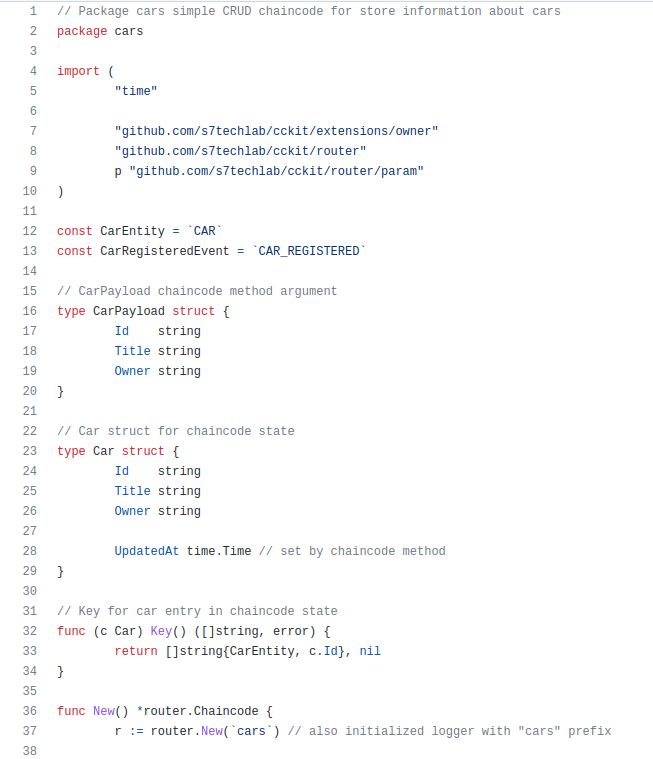 1 // Package cars simple CRUD chaincode for store information about cars
2 package cars
3
4 import (
5         "time"
6
7         "github.com/s7techlab/cckit/extensions/owner"
8         "github.com/s7techlab/cckit/router"
9         p "github.com/s7techlab/cckit/router/param"
10 )
11
12 const CarEntity = `CAR`
13 const CarRegisteredEvent = `CAR_REGISTERED`
14
15 // CarPayload chaincode method argument
16 type CarPayload struct {
17         Id    string
18         Title string
19         Owner string
20 }
21
22 // Car struct for chaincode state
23 type Car struct {
24         Id    string
25         Title string
26         Owner string
27
28         UpdatedAt time.Time // set by chaincode method
29 }
30
31 // Key for car entry in chaincode state
32 func (c Car) Key() ([]string, error) {
33         return []string{CarEntity, c.Id}, nil
34 }
35
36 func New() *router.Chaincode {
37         r := router.New(`cars`) // also initialized logger with "cars" prefix
38